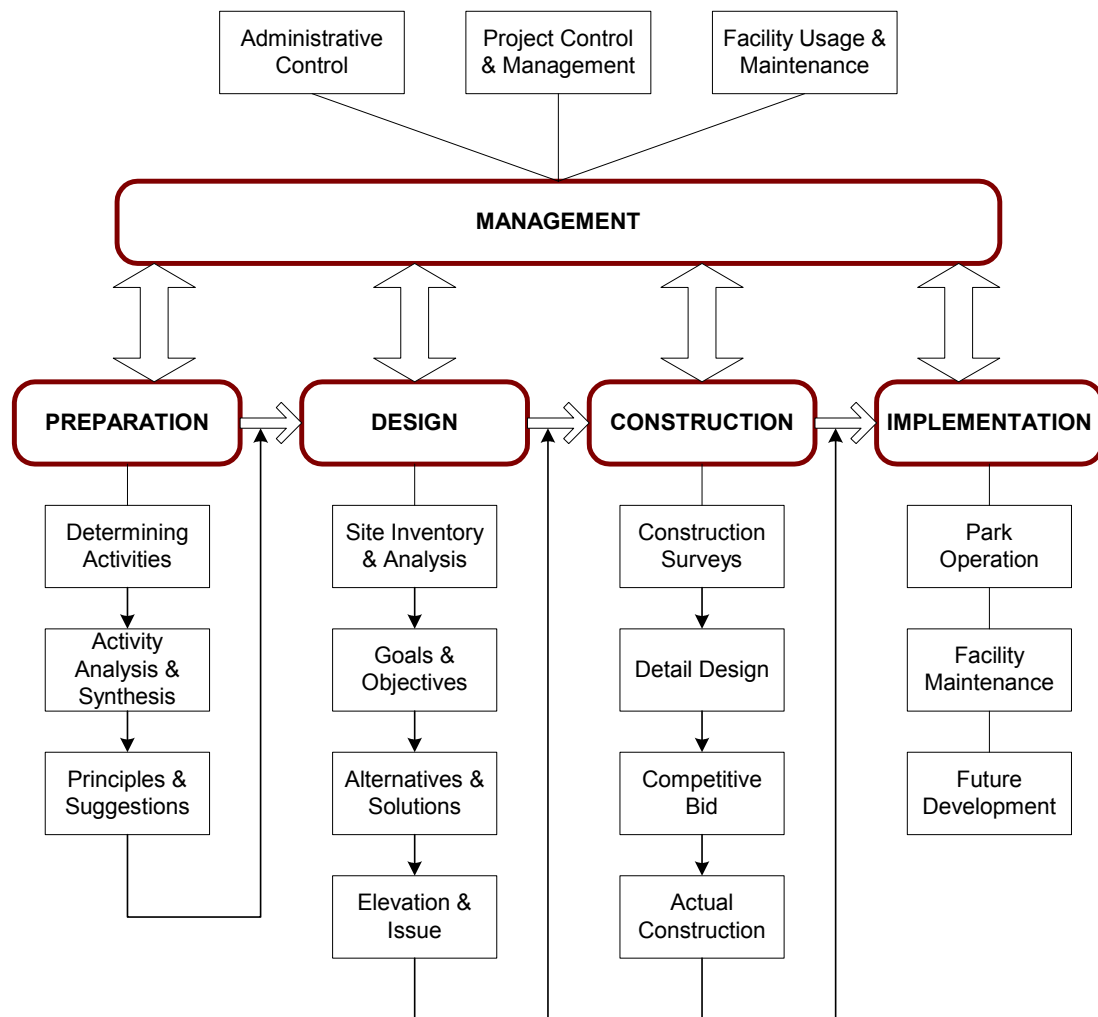 Administrative
Control
Project Control
& Management
Facility Usage &
Maintenance
MANAGEMENT
PREPARATION
DESIGN
CONSTRUCTION
IMPLEMENTATION
Determining
Activities
Activity
Analysis &
Synthesis
Principles &
Suggestions
Site Inventory
& Analysis
Goals &
Objectives
Alternatives &
Solutions
Elevation &
Issue
Construction
Surveys
Detail Design
Competitive
Bid
Actual
Construction
Park
Operation
Facility
Maintenance
Future
Development